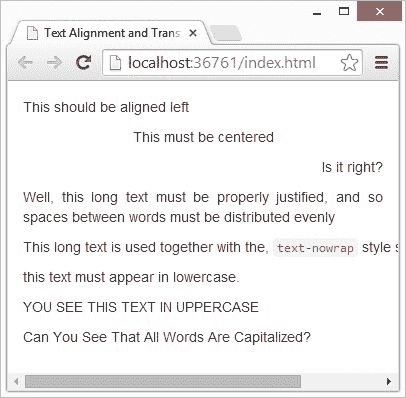 Text Alignment and Trans
localhost:36761/index.html
This should be aligned left
This must be centered
Is it right?
Well, this long text must be properly justified, and so
spaces between words must be distributed evenly
This long text is used together with the, text-nowrap style s
this text must appear in lowercase.
YOU SEE THIS TEXT IN UPPERCASE
Can You See That All Words Are Capitalized?